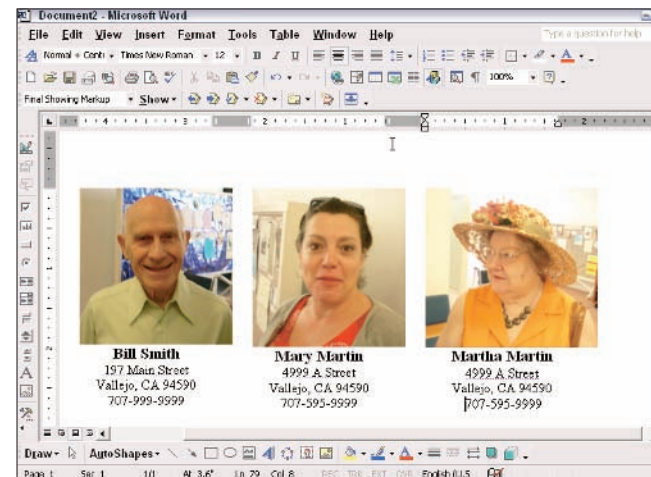 Document2 - Microsoft Word
File Edit View Insert Format Tools Table Window Help
Type a question for help
Normal + Centr Times New Roman 12 B I U
100%
Final Showing Markup Show
Bill Smith
197 Main Street
Vallejo, CA 94590
707-999-9999
Mary Martin
4999 A Street
Vallejo, CA 94590
707-595-9999
Martha Martin
4999 A Street
Vallejo, CA 94590
707-595-9999
Draw AutoShapes
Page 1 Sec 1 1/1 At 3.6" Ln 79 Col 8 REC TRK EXT OVR English (U.S